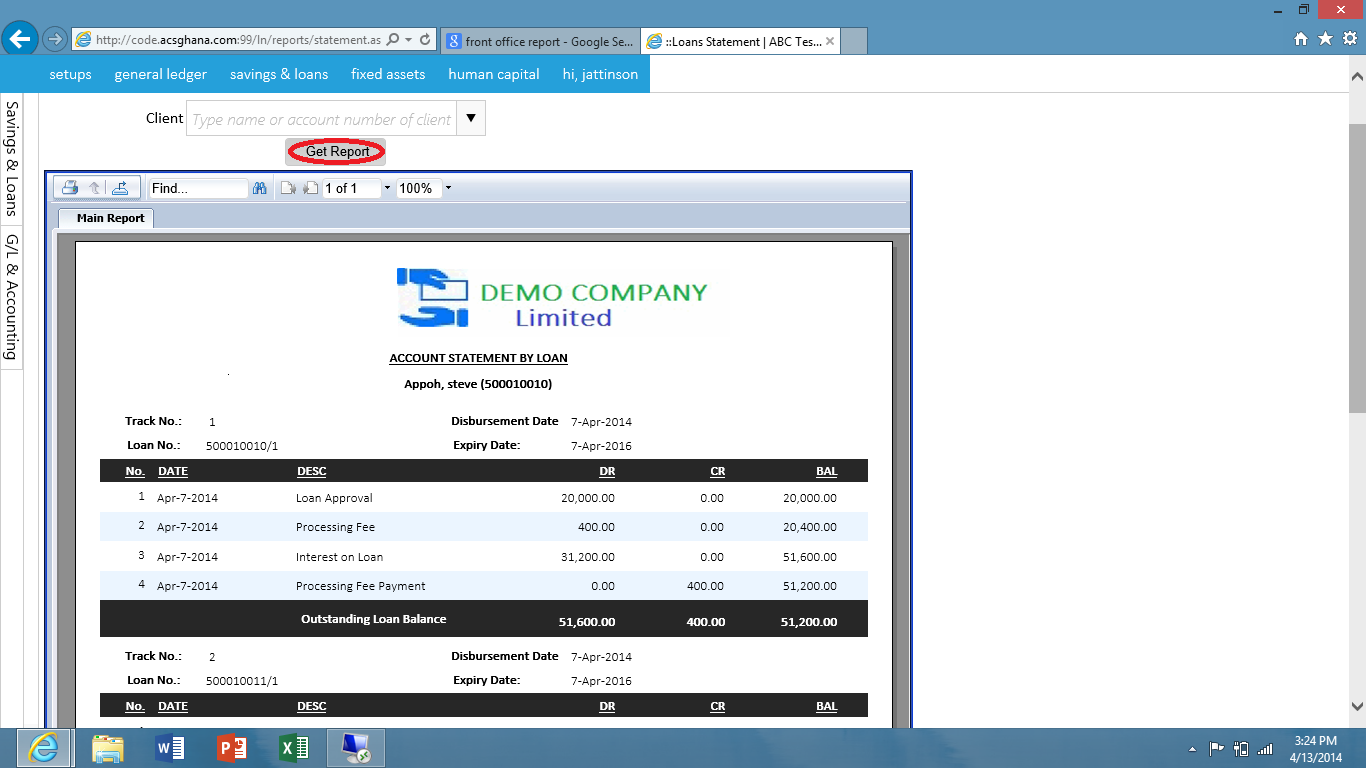 http://code.acsghana.com:99/ln/reports/statement.as
front office report - Google Se...
::Loans Statement | ABC Tes...
setups general ledger savings & loans fixed assets human capital hi, jattinson
Savings & Loans
G/L & Accounting
Client Type name or account number of client
Get Report
Find... 1 of 1 100%
Main Report
DEMO COMPANY
Limited
ACCOUNT STATEMENT BY LOAN
Appoh, steve (500010010)
Track No.: 1 Disbursement Date 7-Apr-2014
Loan No.: 500010010/1 Expiry Date: 7-Apr-2016
No. DATE DESC DR CR BAL
1 Apr-7-2014 Loan Approval 20,000.00 0.00 20,000.00
2 Apr-7-2014 Processing Fee 400.00 0.00 20,400.00
3 Apr-7-2014 Interest on Loan 31,200.00 0.00 51,600.00
4 Apr-7-2014 Processing Fee Payment 0.00 400.00 51,200.00
Outstanding Loan Balance 51,600.00 400.00 51,200.00
Track No.: 2 Disbursement Date 7-Apr-2014
Loan No.: 500010011/1 Expiry Date: 7-Apr-2016
No. DATE DESC DR CR BAL
3:24 PM
4/13/2014